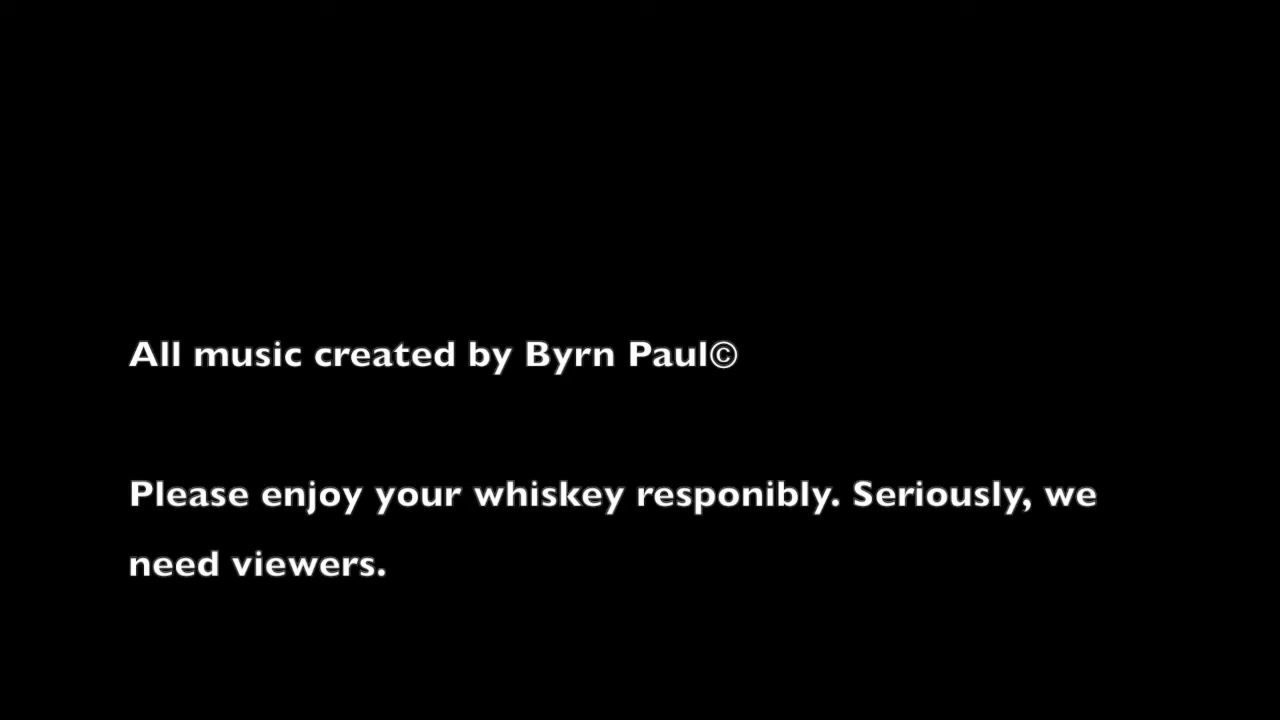 All music created by Byrn Paul©
Please enjoy your whiskey responibly. Seriously, we
need viewers.